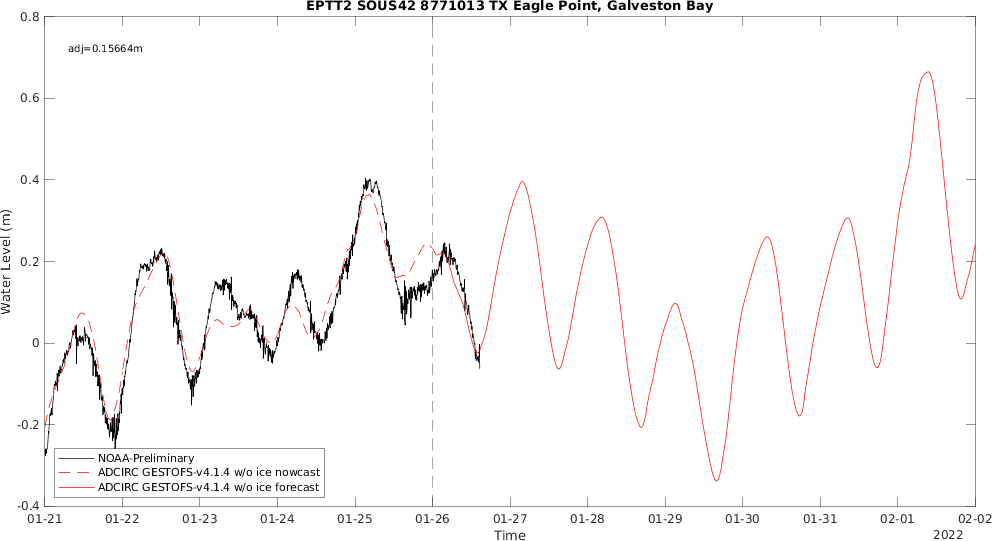 EPTT2 SOUS42 8771013 TX Eagle Point, Galveston Bay
adj=0.15664m
Water Level (m)
0.8
0.6
0.4
0.2
0
-0.2
-0.4
NOAA-Preliminary
ADCIRC GESTOFS-v4.1.4 w/o ice nowcast
ADCIRC GESTOFS-v4.1.4 w/o ice forecast
01-21 01-22 01-23 01-24 01-25 01-26 01-27 01-28 01-29 01-30 01-31 02-01 02-02
Time
2022